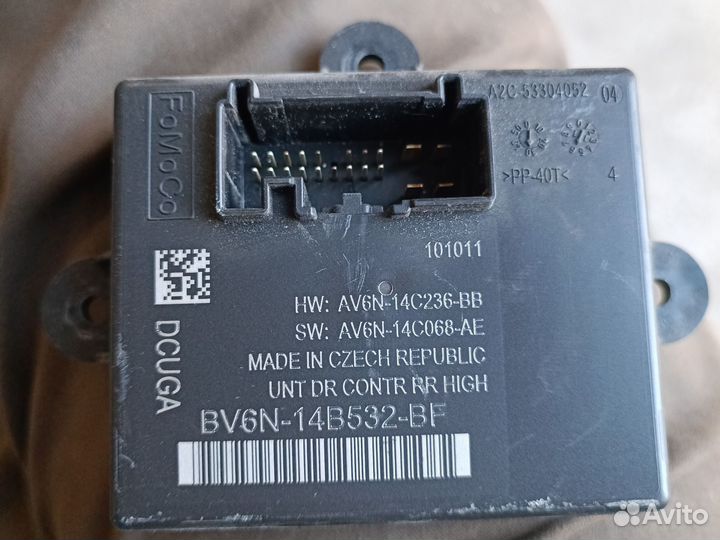 FoMoCo
A2C-53304052 04
>PP-40T< 4
101011
HW: AV6N-14C236-BB
SW: AV6N-14C068-AE
MADE IN CZECH REPUBLIC
UNT DR CONTR RR HIGH
DCUGA
BV6N-14B532-BF
Avito